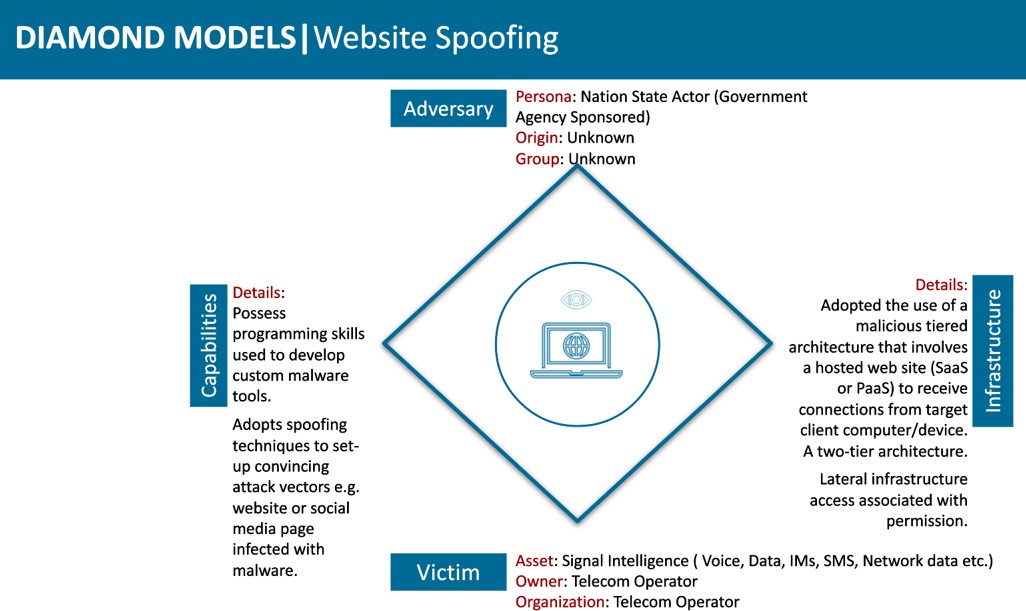 DIAMOND MODELS|Website Spoofing
Adversary
Persona: Nation State Actor (Government
Agency Sponsored)
Origin: Unknown
Group: Unknown
Capabilities
Details:
Possess
programming skills
used to develop
custom malware
tools.
Adopts spoofing
techniques to set-
up convincing
attack vectors e.g.
website or social
media page
infected with
malware.
Details:
Adopted the use of a
malicious tiered
architecture that involves
a hosted web site (SaaS
or PaaS) to receive
connections from target
client computer/device.
A two-tier architecture.
Lateral infrastructure
access associated with
permission.
Infrastructure
Victim
Asset: Signal Intelligence ( Voice, Data, IMs, SMS, Network data etc.)
Owner: Telecom Operator
Organization: Telecom Operator